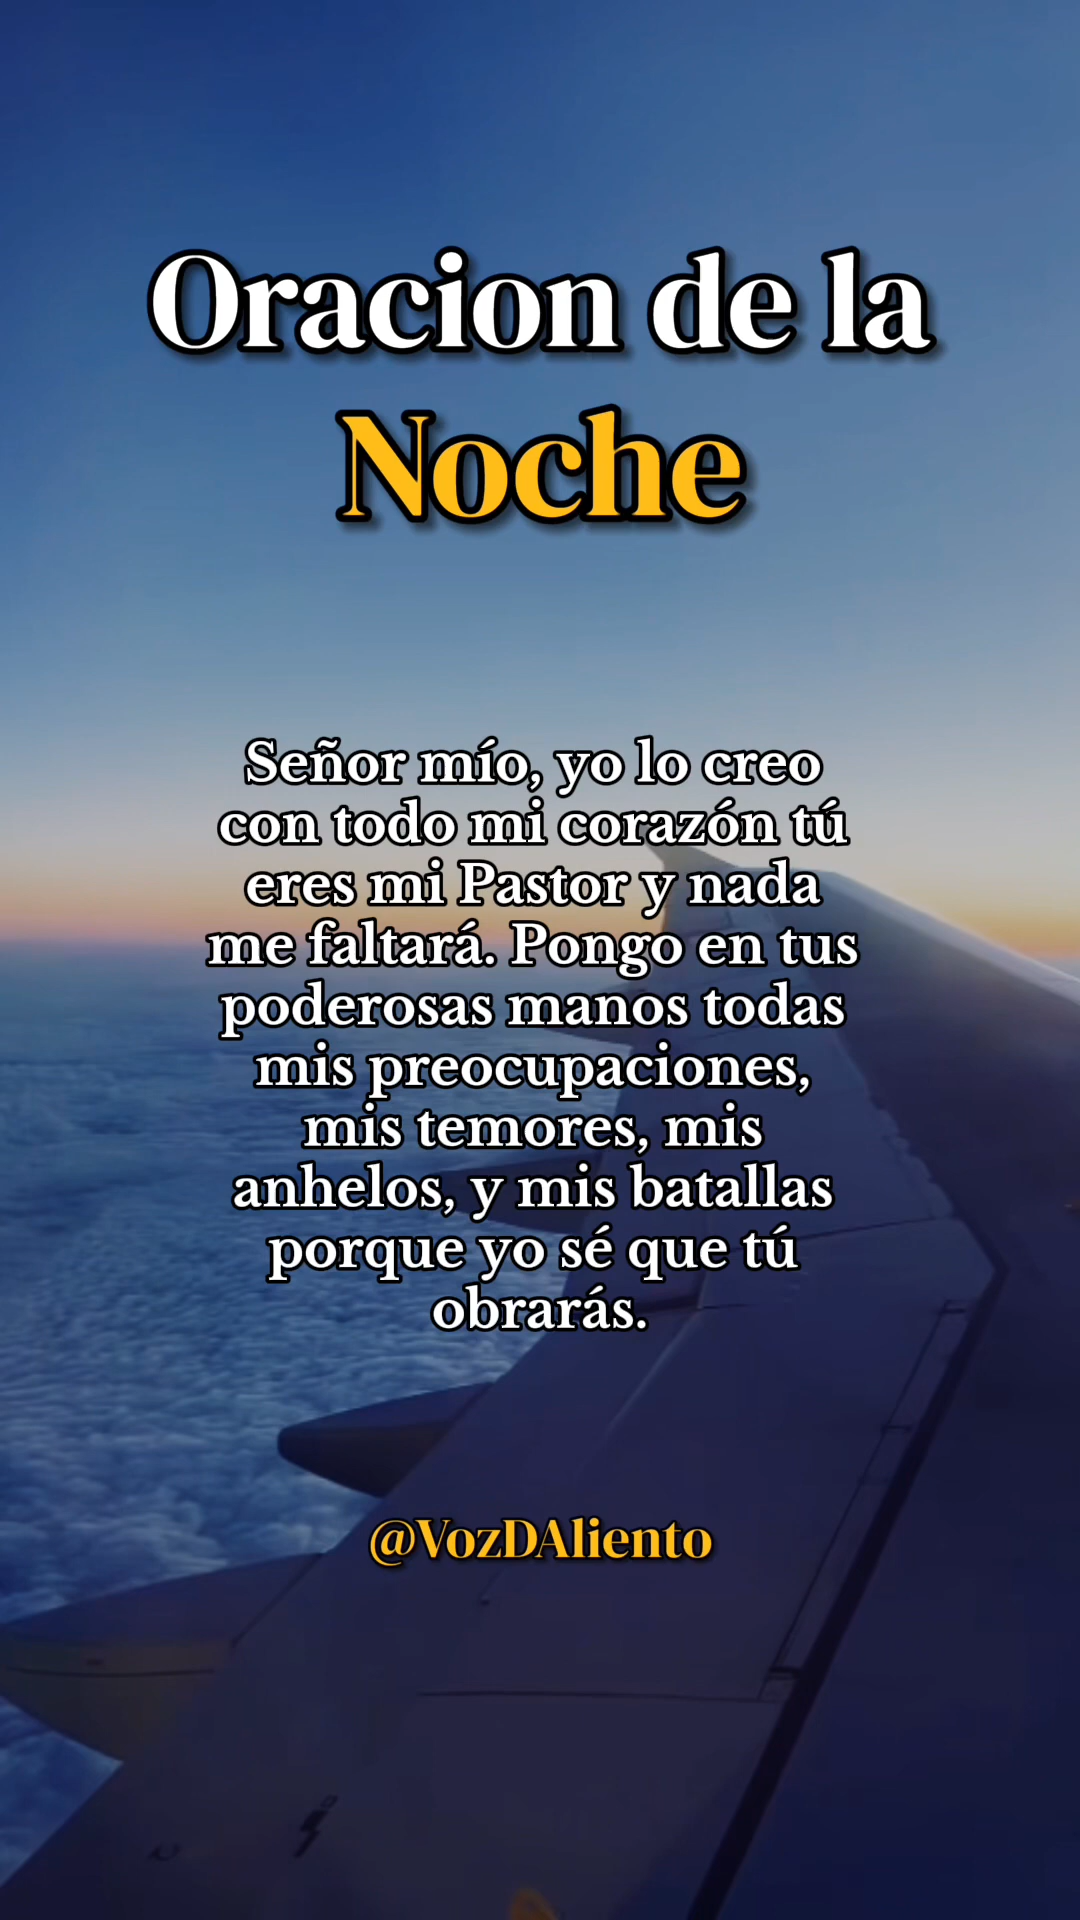 Oracion de la
Noche
Señor mío, yo lo creo
con todo mi corazón tú
eres mi Pastor y nada
me faltará. Pongo en tus
poderosas manos todas
mis preocupaciones,
mis temores, mis
anhelos, y mis batallas
porque yo sé que tú
obrarás.
@VozDAliento